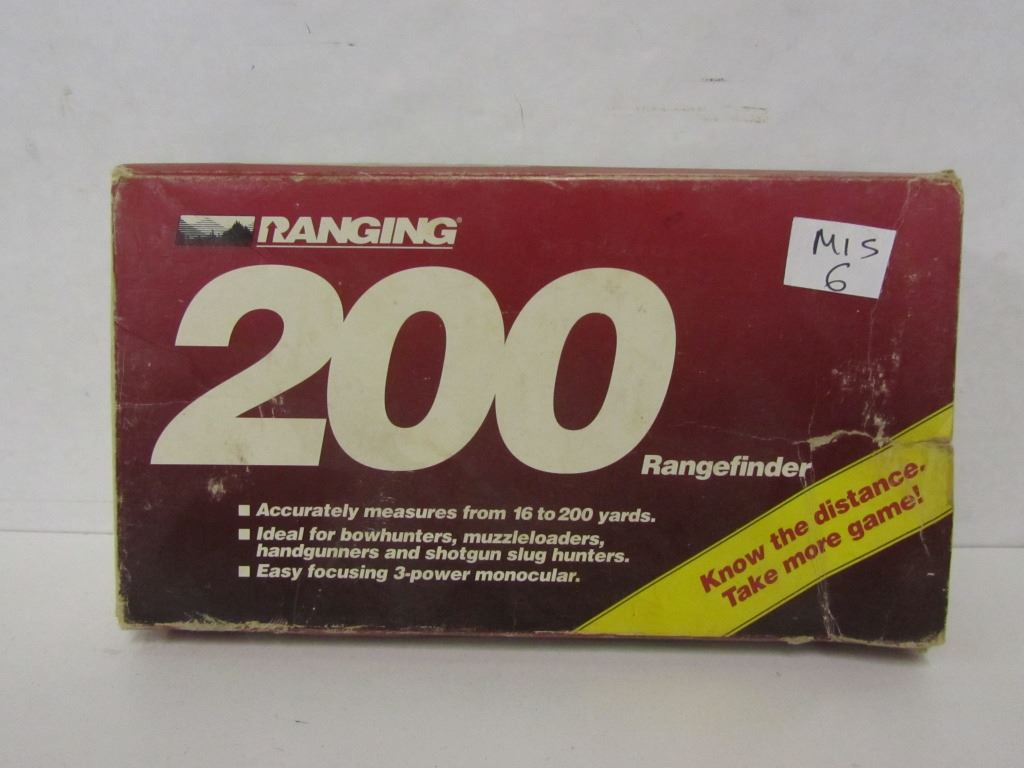 RANGING®
MIS
6
200
Rangefinder
■ Accurately measures from 16 to 200 yards.
■ Ideal for bowhunters, muzzleloaders,
handgunners and shotgun slug hunters.
■ Easy focusing 3-power monocular.
Know the distance.
Take more game!